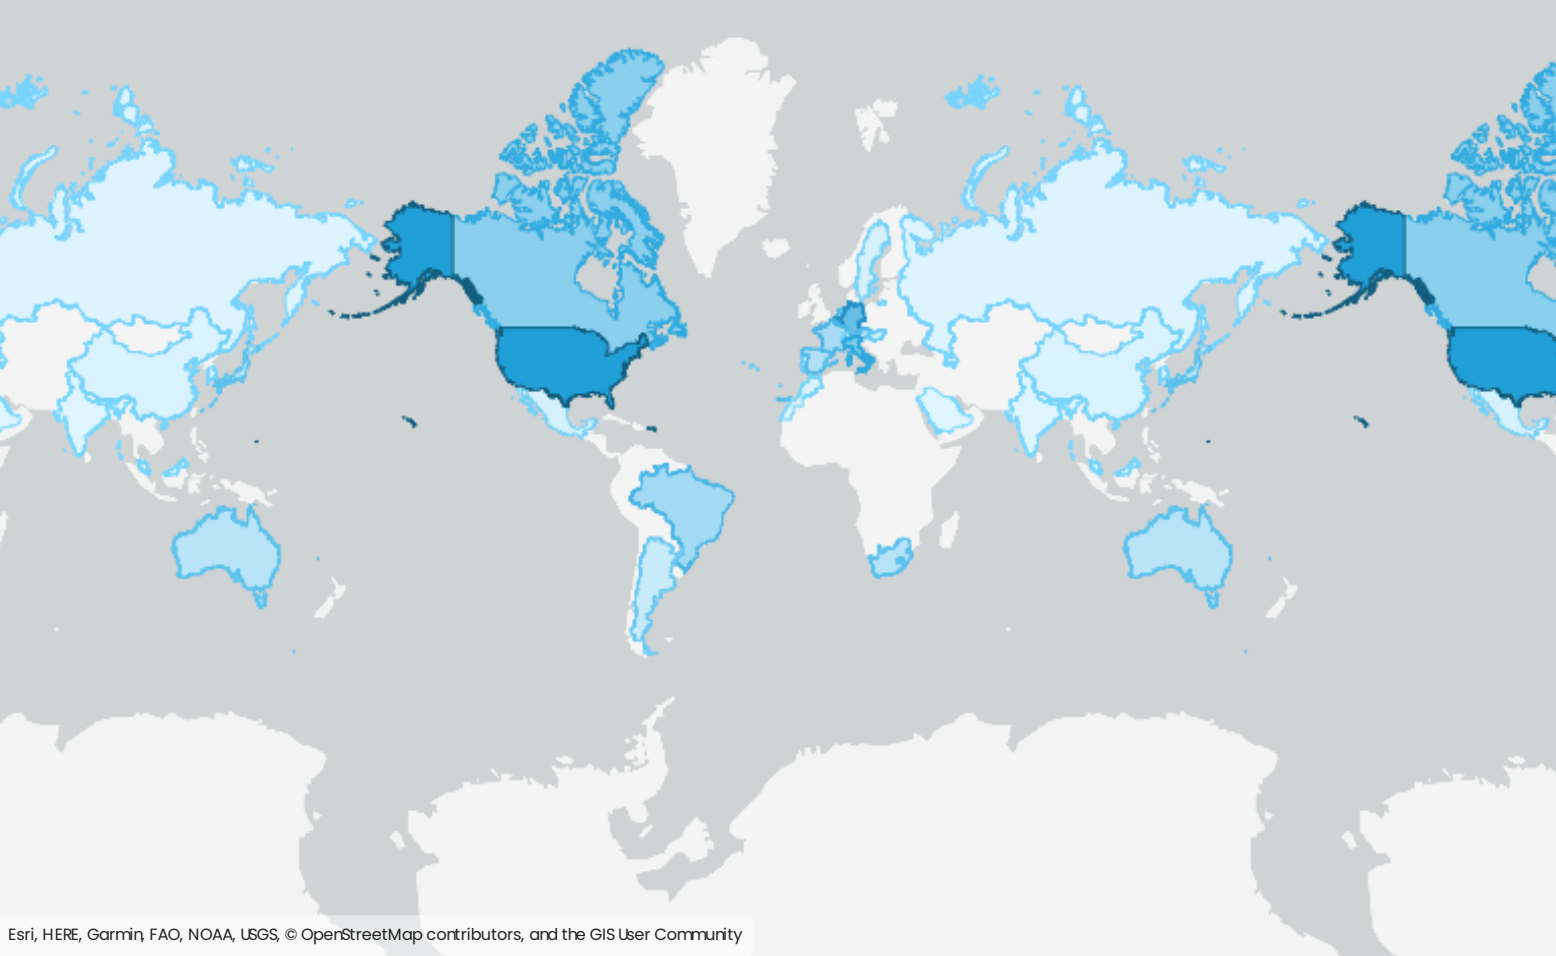 Esri, HERE, Garmin, FAO, NOAA, USGS, © OpenStreetMap contributors, and the GIS User Community